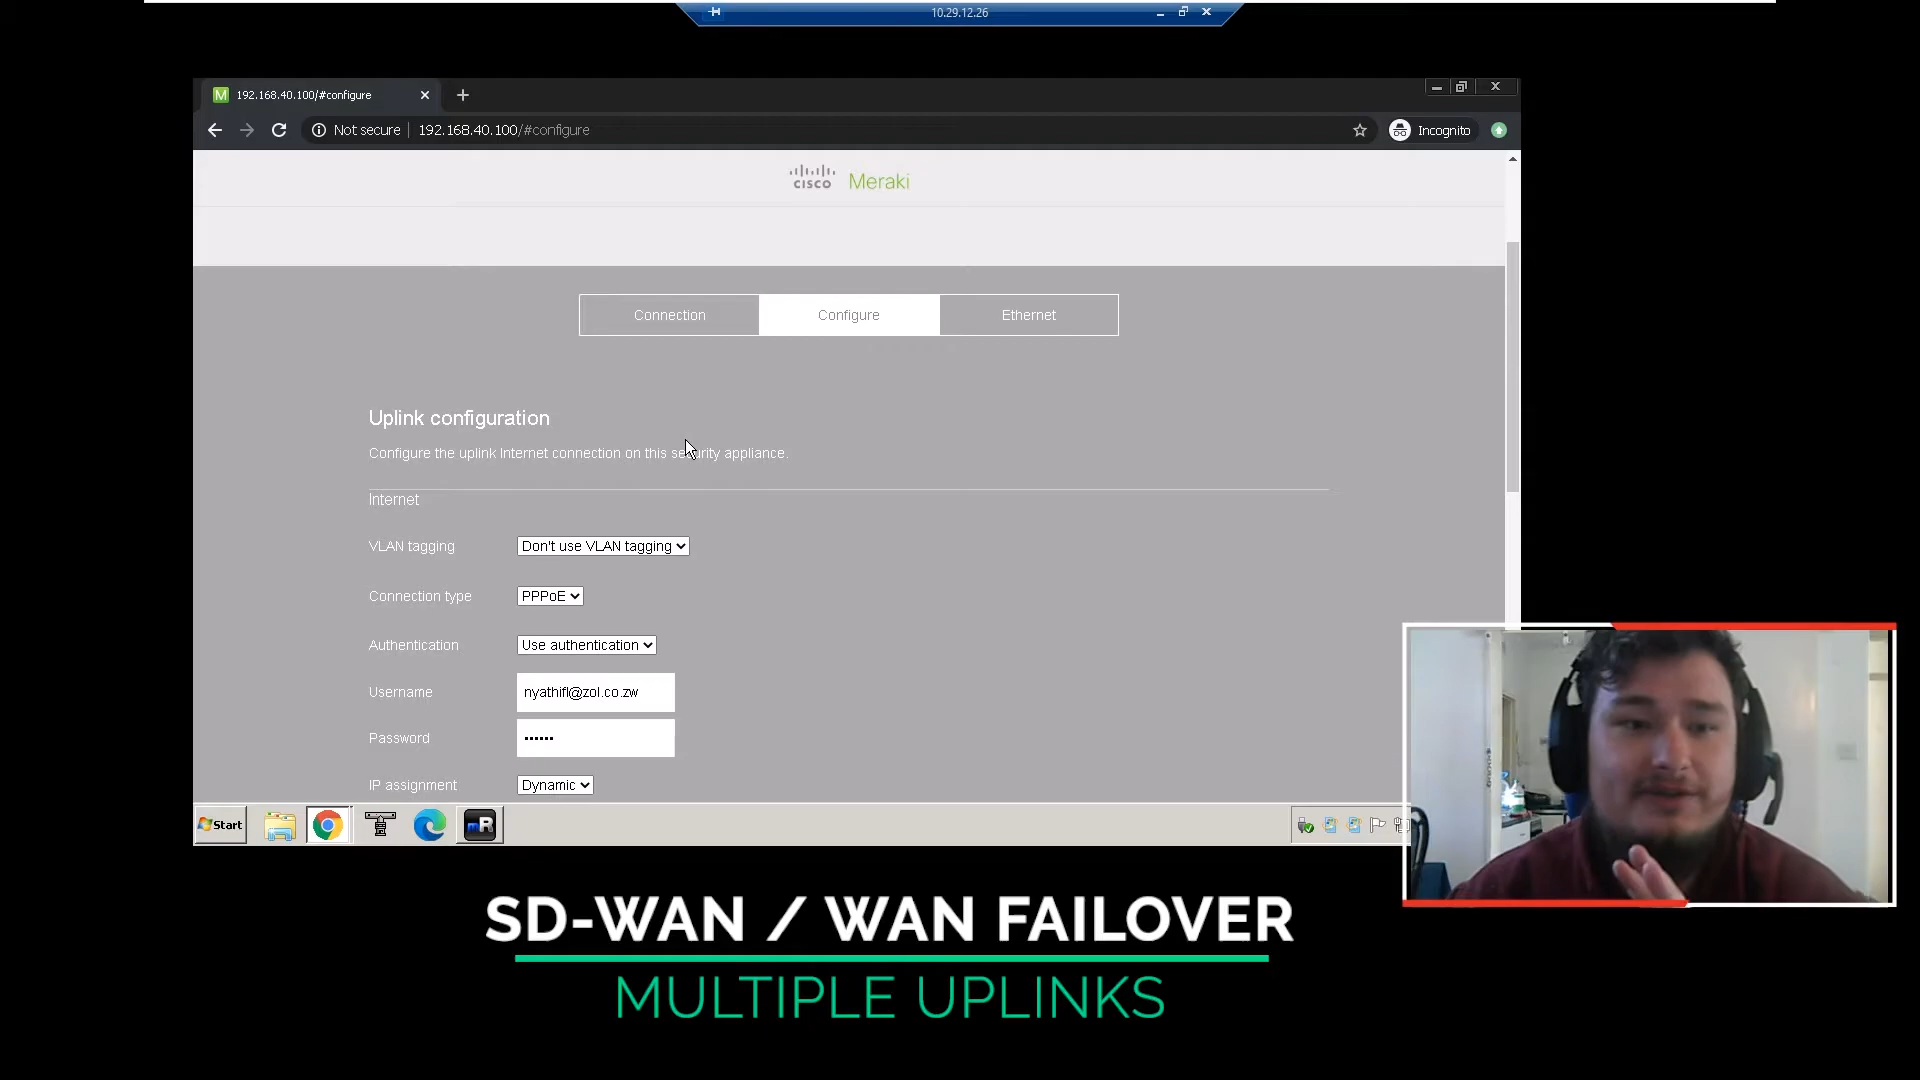 10.29.12.26
192.168.40.100/#configure
Not secure
192.168.40.100/#configure
Incognito
CISCO Meraki
Connection
Configure
Ethernet
Uplink configuration
Configure the uplink Internet connection on this security appliance.
Internet
VLAN tagging
Don't use VLAN tagging
Connection type
PPPoE
Authentication
Use authentication
Username
nyathifl@zol.co.zw
Password
••••••
IP assignment
Dynamic
Start
mR
SD-WAN / WAN FAILOVER
MULTIPLE UPLINKS